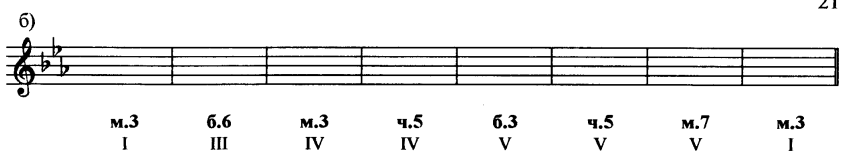 21
б)
м.3 б.6 м.3 ч.5 б.3 ч.5 м.7 м.3
I III IV IV V V V I